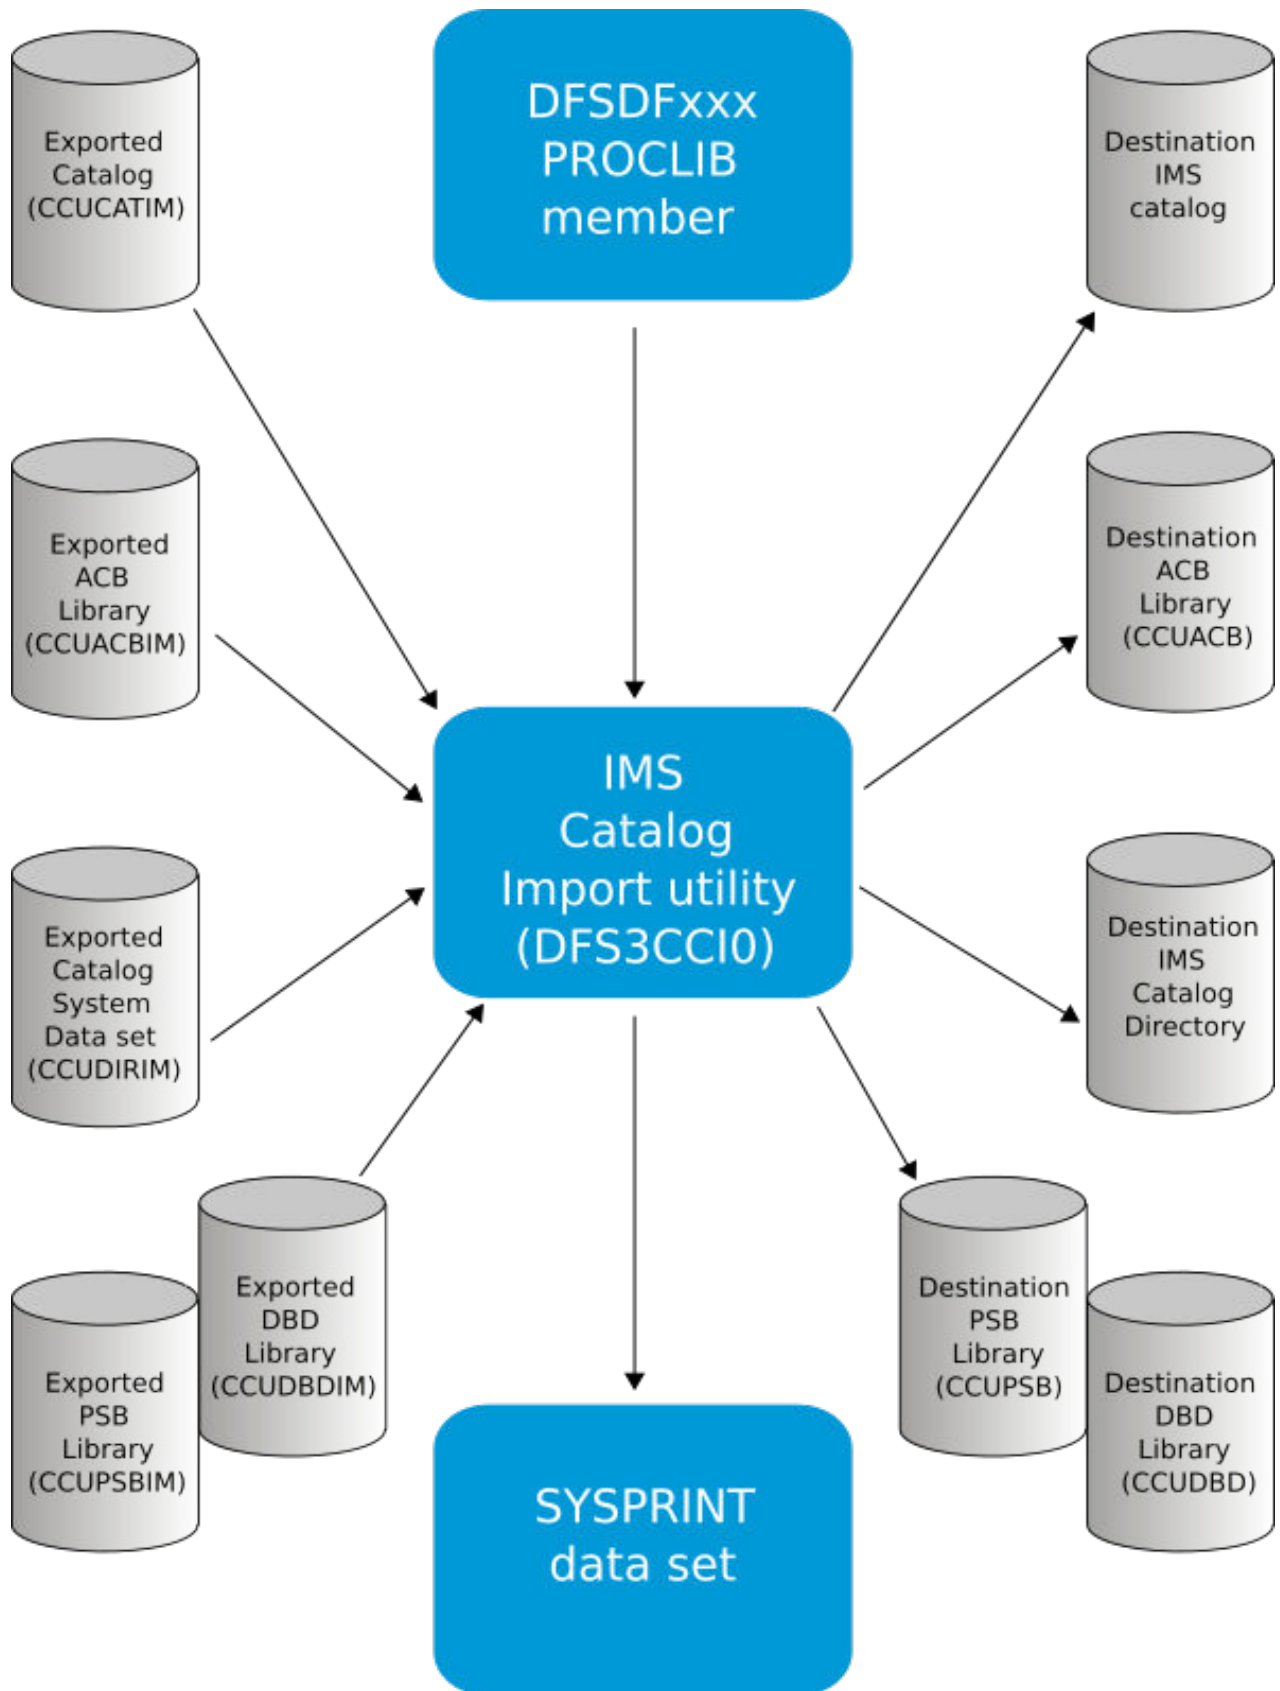 Exported
Catalog
(CCUCATIM)
DFSDFxxx
PROCLIB
member
Destination
IMS
catalog
Exported
ACB
Library
(CCUACBIM)
Destination
ACB
Library
(CCUACB)
IMS
Catalog
Import utility
(DFS3CCI0)
Exported
Catalog
System
Data set
(CCUDIRIM)
Destination
IMS
Catalog
Directory
Exported
DBD
Library
(CCUDBDIM)
Exported
PSB
Library
(CCUPSBIM)
Destination
PSB
Library
(CCUPSB)
Destination
DBD
Library
(CCUDBD)
SYSPRINT
data set